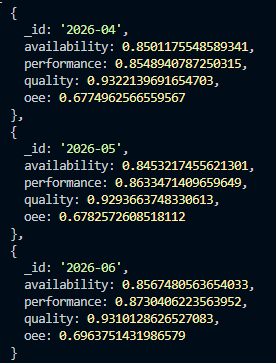 {
_id: '2026-04',
availability: 0.8501175548589341,
performance: 0.8548940787250315,
quality: 0.9322139691654703,
oee: 0.6774962566559567
},
{
_id: '2026-05',
availability: 0.8453217455621301,
performance: 0.8633471409659649,
quality: 0.9293663748330613,
oee: 0.6782572608518112
},
{
_id: '2026-06',
availability: 0.8567480563654033,
performance: 0.8730406223563952,
quality: 0.9310128626527083,
oee: 0.6963751431986579
}